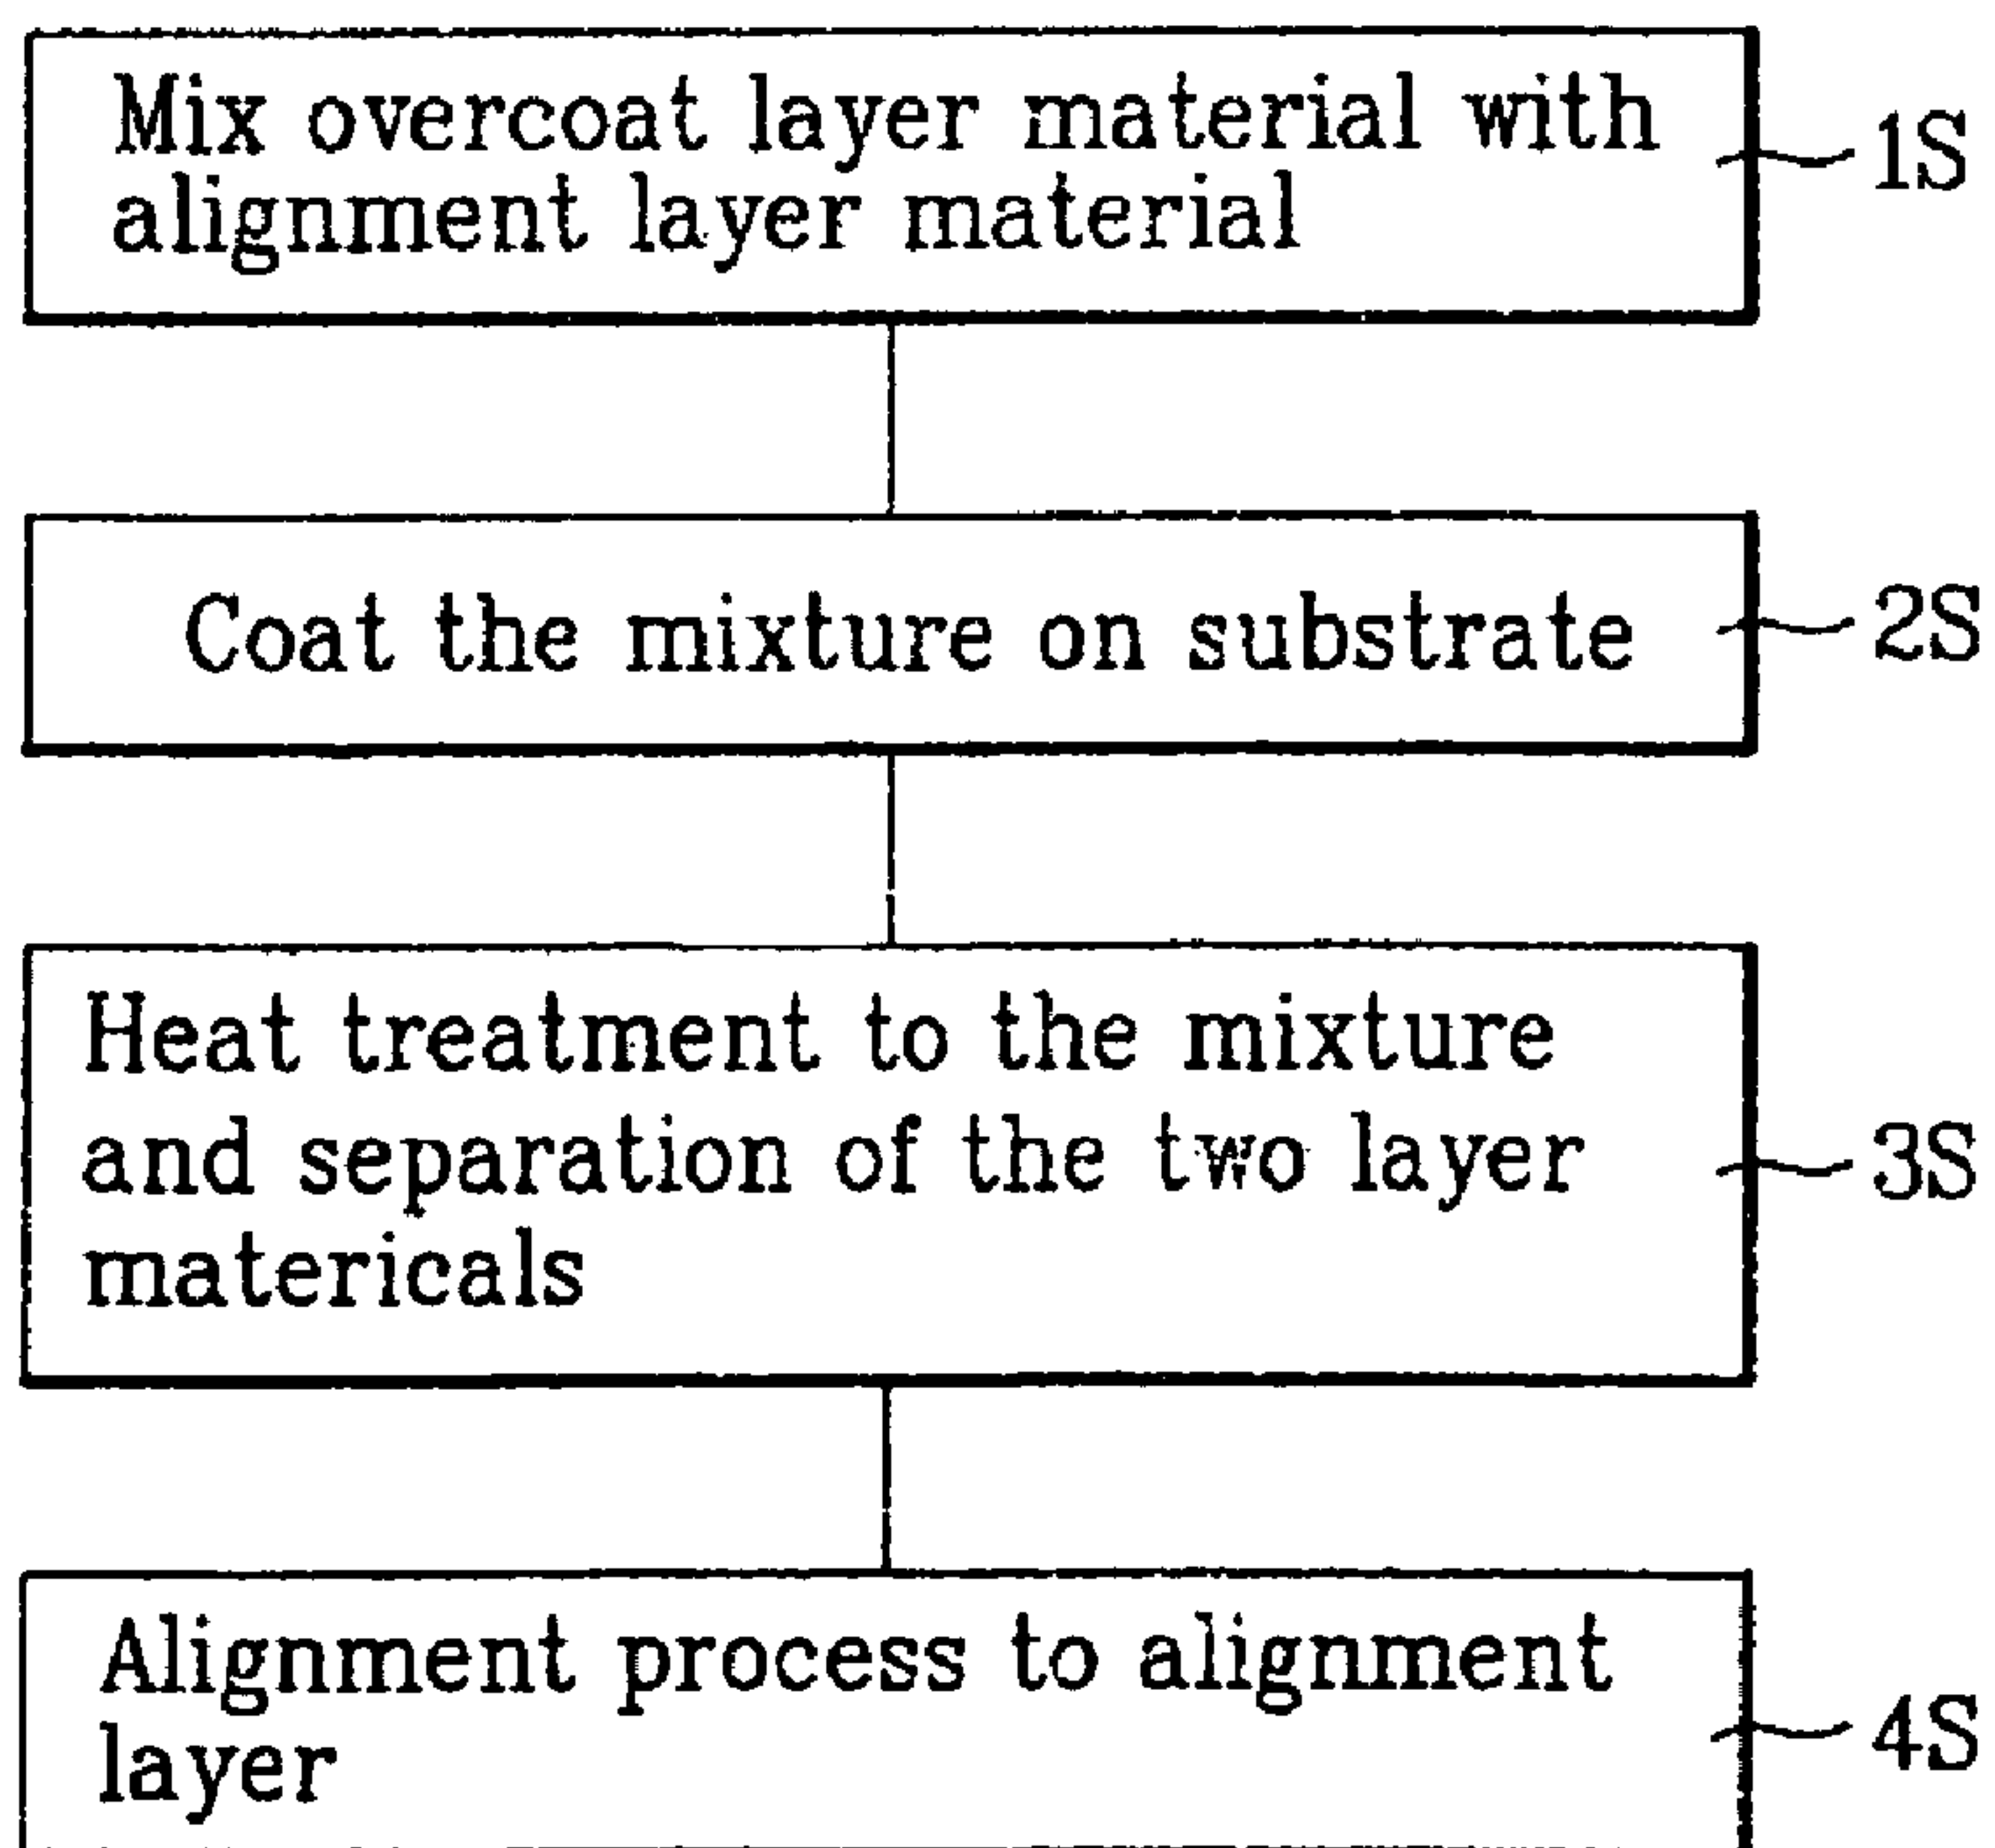 Mix overcoat layer material with
alignment layer material
1S
Coat the mixture on substrate
2S
Heat treatment to the mixture
and separation of the two layer
matericals
3S
Alignment process to alignment
layer
4S